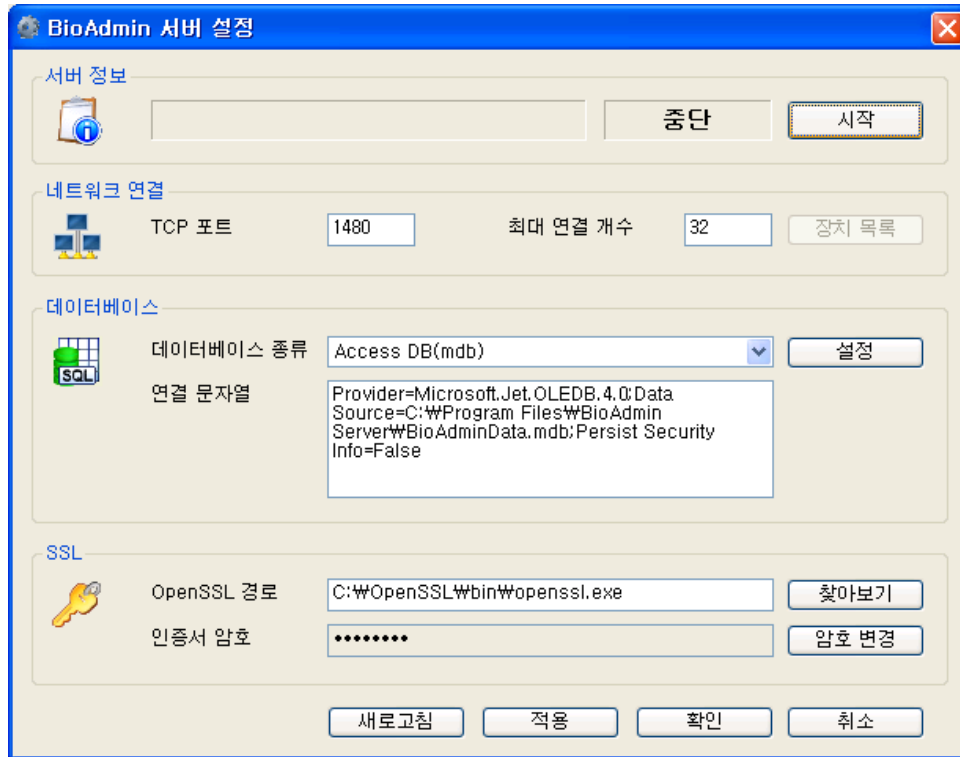 BioAdmin 서버 설정
서버 정보
중단 시작
네트워크 연결
TCP 포트 1480 최대 연결 개수 32 장치 목록
데이터베이스
SQL
데이터베이스 종류 Access DB(mdb) 설정
연결 문자열
Provider=Microsoft.Jet.OLEDB.4.0;Data
Source=C:₩Program Files₩BioAdmin
Server₩BioAdminData.mdb;Persist Security
Info=False
SSL
OpenSSL 경로 C:₩OpenSSL₩bin₩openssl.exe 찾아보기
인증서 암호 •••••••• 암호 변경
새로고침 적용 확인 취소